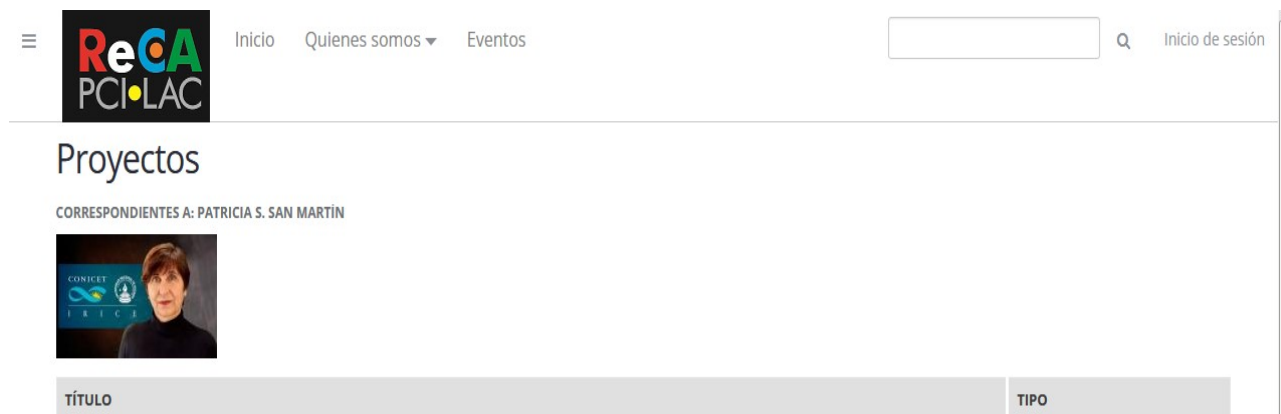 ReCA
PCI•LAC
Inicio Quienes somos Eventos
Inicio de sesión
Proyectos
CORRESPONDIENTES A: PATRICIA S. SAN MARTÍN
CONICET
I R I C E
TÍTULO TIPO